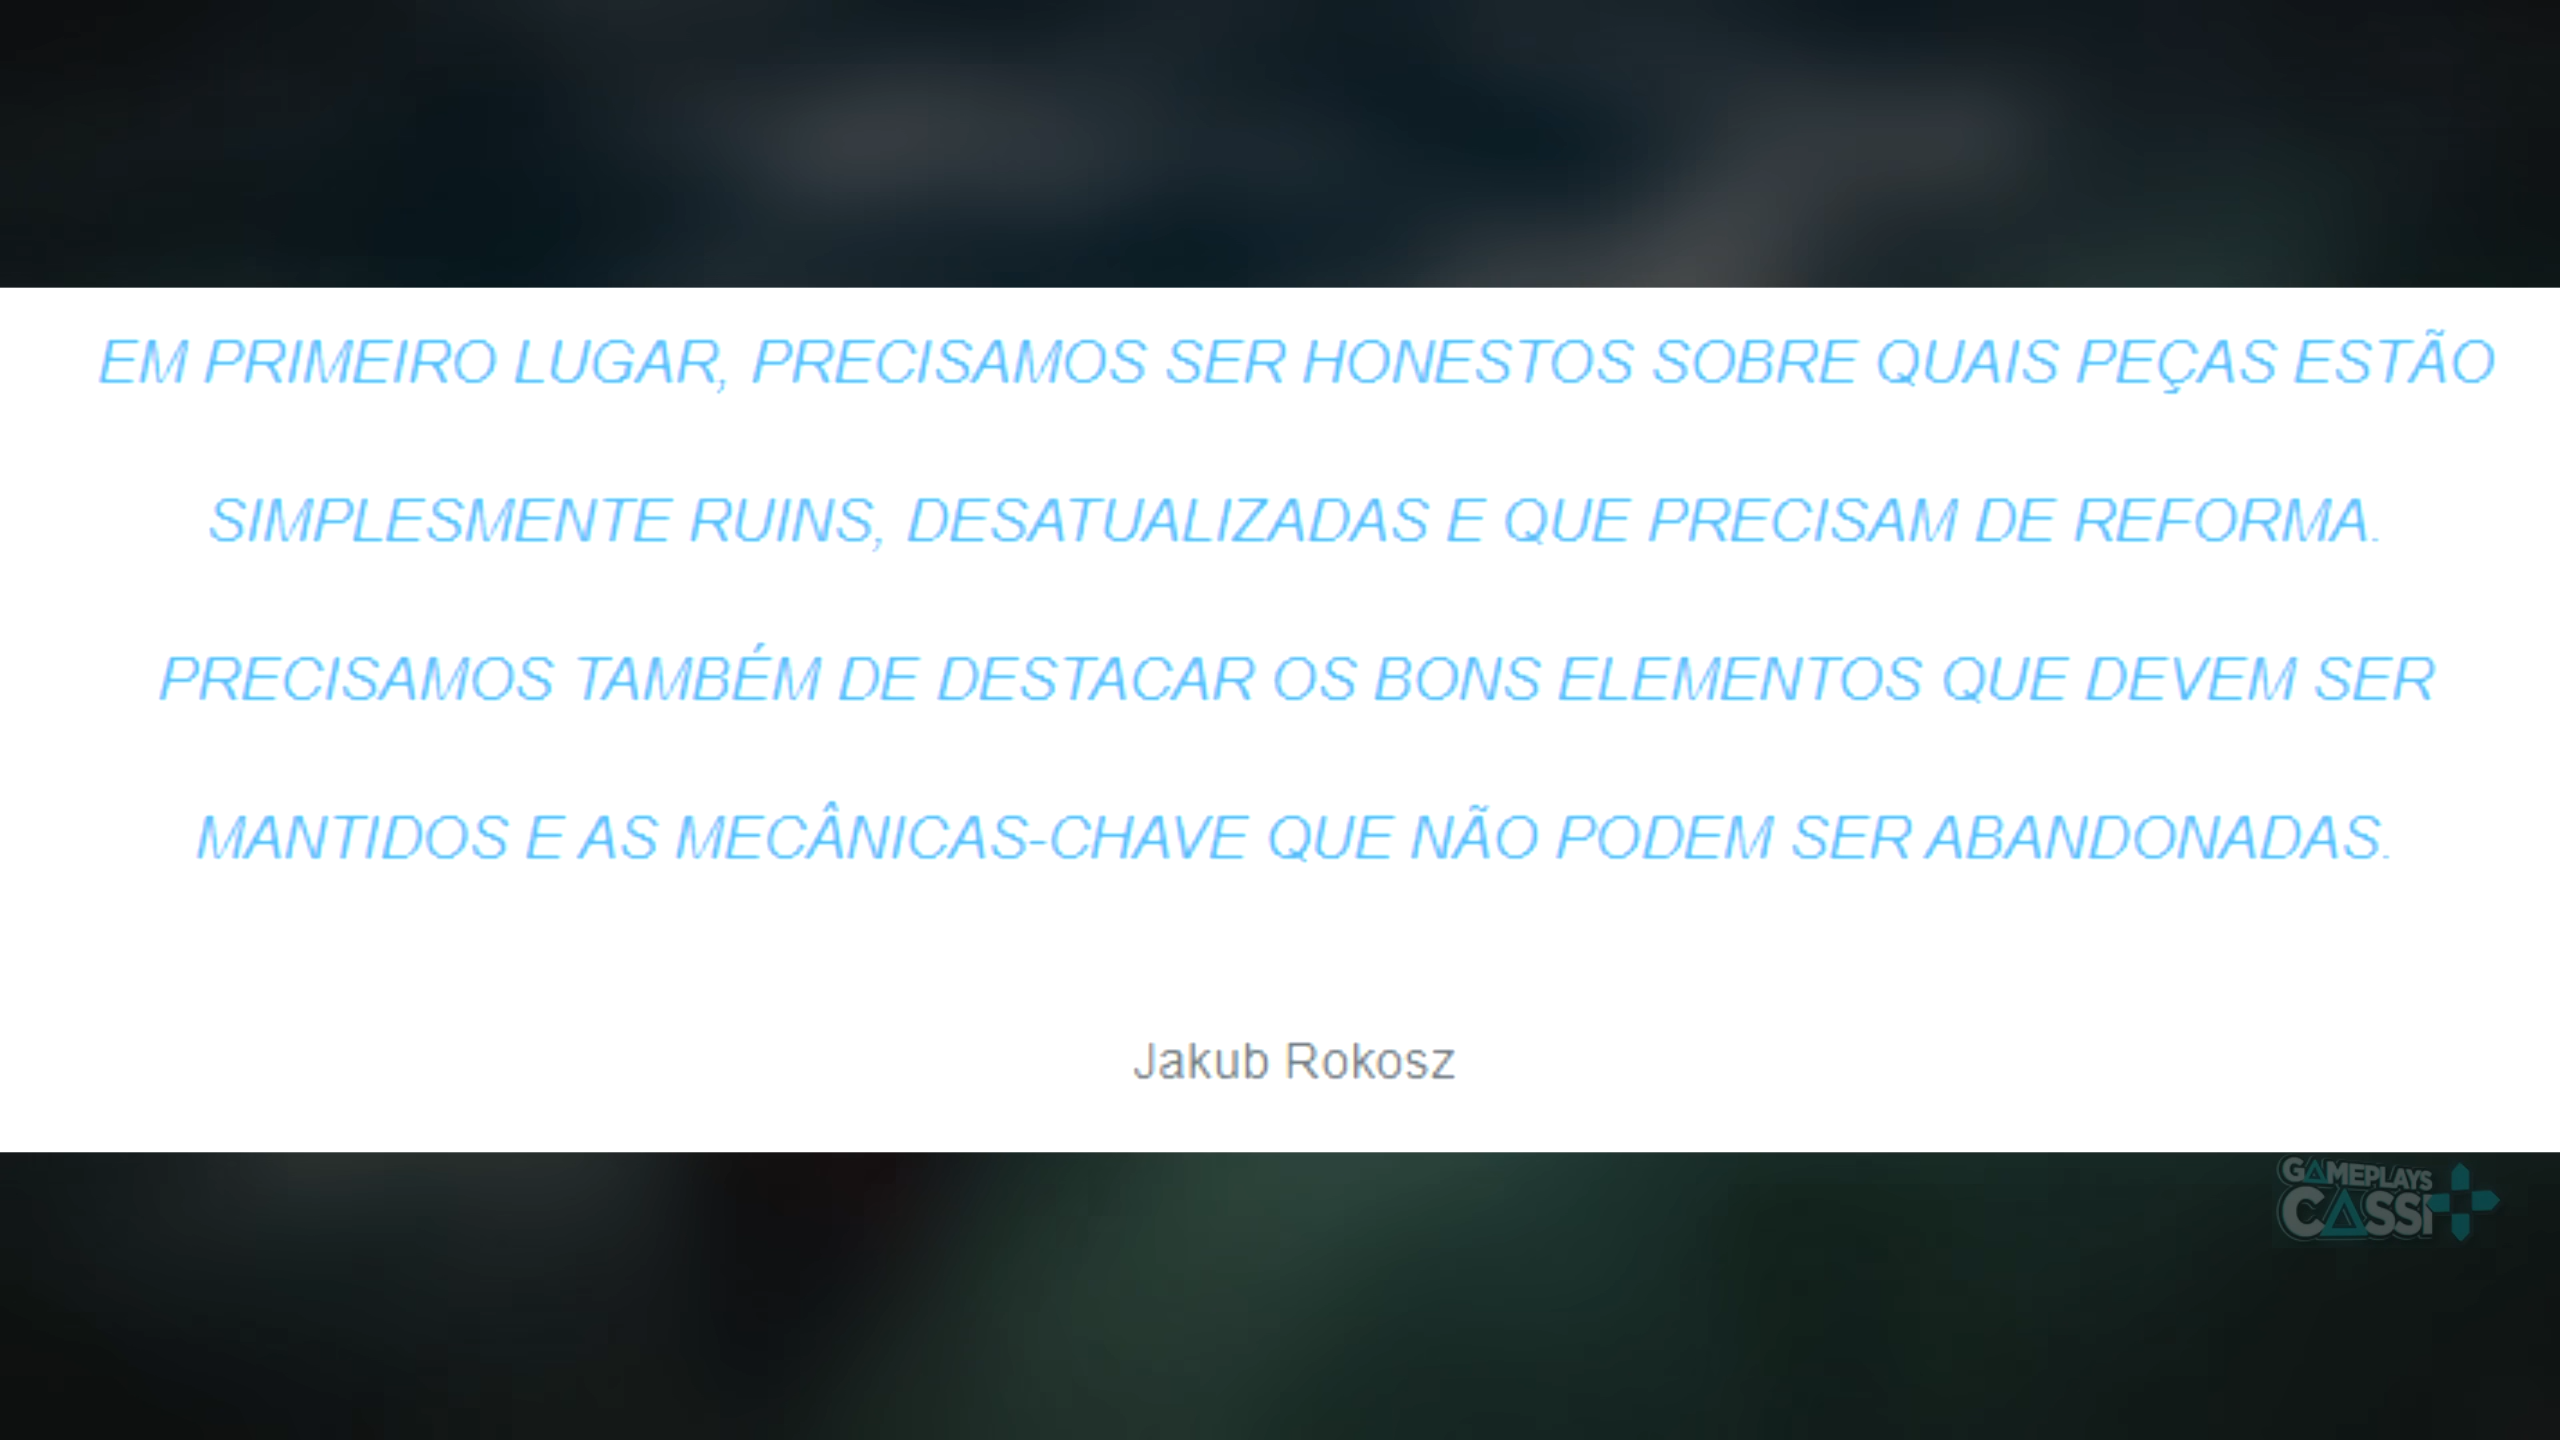 EM PRIMEIRO LUGAR, PRECISAMOS SER HONESTOS SOBRE QUAIS PEÇAS ESTÃO
SIMPLESMENTE RUINS, DESATUALIZADAS E QUE PRECISAM DE REFORMA.
PRECISAMOS TAMBÉM DE DESTACAR OS BONS ELEMENTOS QUE DEVEM SER
MANTIDOS E AS MECÂNICAS-CHAVE QUE NÃO PODEM SER ABANDONADAS.
Jakub Rokosz
GAMEPLAYS
CASSI